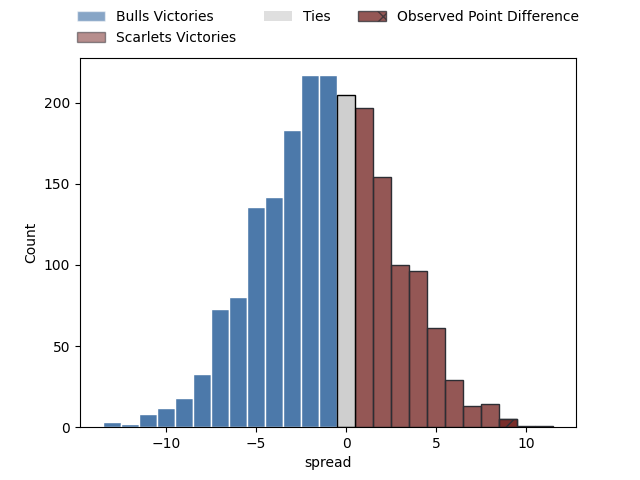 Bulls Victories
Ties
Observed Point Difference
Scarlets Victories
200
150
100
50
0
Count
−10
−5
0
5
10
spread